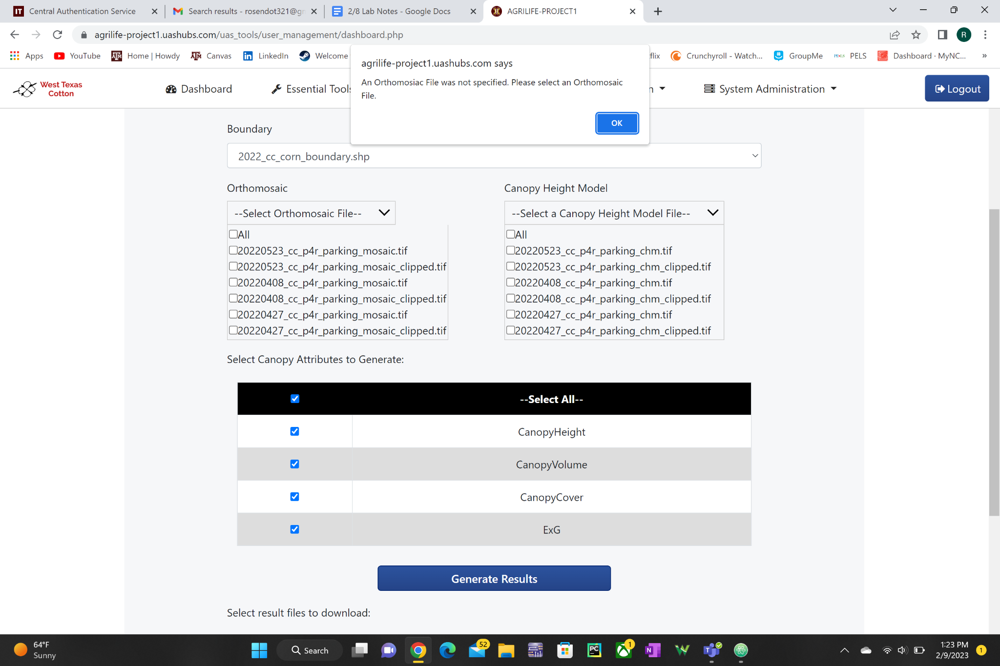 Central Authentication Service
Search results - rosendot321@gm
2/8 Lab Notes - Google Docs
AGRILIFE-PROJECT1
agrilife-project1.uashubs.com/uas_tools/user_management/dashboard.php
R
Apps
YouTube
Home | Howdy
Canvas
LinkedIn
Welcome
flix
Crunchyroll - Watch...
GroupMe
PELS
PELS
Dashboard · MyNC...
»
agrilife-project1.uashubs.com says
An Orthomosiac File was not specified. Please select an Orthomosaic
File.
OK
West Texas
Cotton
Dashboard
Essential Tools
n
System Administration
Logout
Boundary
2022_cc_corn_boundary.shp
Orthomosaic
Canopy Height Model
--Select Orthomosaic File--
--Select a Canopy Height Model File--
All
20220523_cc_p4r_parking_mosaic.tif
20220523_cc_p4r_parking_mosaic_clipped.tif
20220408_cc_p4r_parking_mosaic.tif
20220408_cc_p4r_parking_mosaic_clipped.tif
20220427_cc_p4r_parking_mosaic.tif
20220427_cc_p4r_parking_mosaic_clipped.tif
All
20220523_cc_p4r_parking_chm.tif
20220523_cc_p4r_parking_chm_clipped.tif
20220408_cc_p4r_parking_chm.tif
20220408_cc_p4r_parking_chm_clipped.tif
20220427_cc_p4r_parking_chm.tif
20220427_cc_p4r_parking_chm_clipped.tif
Select Canopy Attributes to Generate:
--Select All--
CanopyHeight
CanopyVolume
CanopyCover
ExG
Generate Results
Select result files to download:
64°F
Sunny
Search
52
PC
1
N
T
1:23 PM
2/9/2023
1